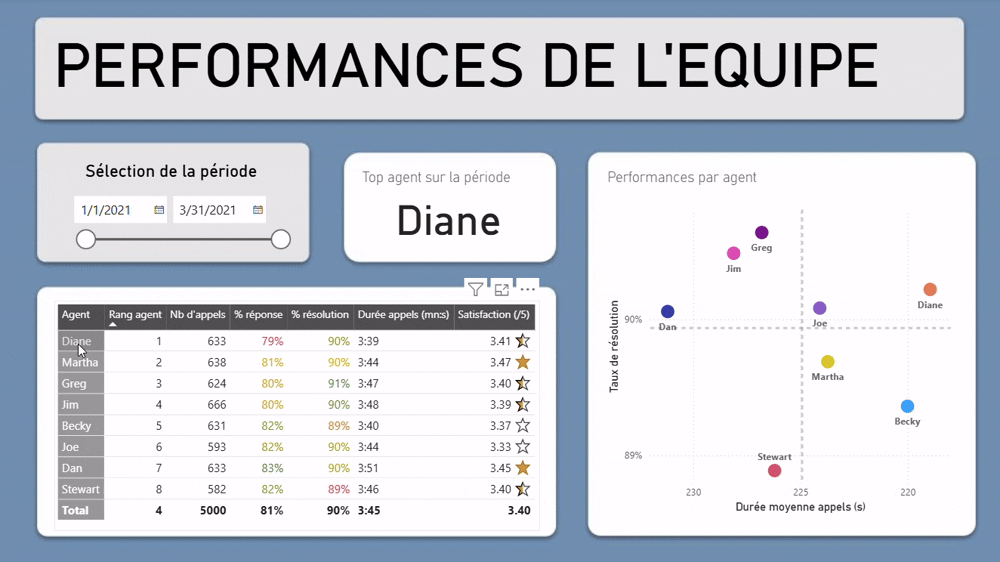 PERFORMANCES DE L'EQUIPE
Sélection de la période
1/1/2021 3/31/2021
Top agent sur la période
Diane
Agent Rang agent Nb d'appels % réponse % résolution Durée appels (mn:s) Satisfaction (/5)
Diane 1 633 79% 90% 3:39 3.41
Martha 2 638 81% 90% 3:44 3.47
Greg 3 624 80% 91% 3:47 3.40
Jim 4 666 80% 90% 3:48 3.39
Becky 5 631 82% 89% 3:40 3.37
Joe 6 593 82% 90% 3:44 3.33
Dan 7 633 83% 90% 3:51 3.45
Stewart 8 582 82% 89% 3:46 3.40
Total 4 5000 81% 90% 3:45 3.40
Performances par agent
Greg
Jim
Diane
Dan
Joe
Martha
Becky
Stewart
Taux de résolution
90%
89%
230 225 220
Durée moyenne appels (s)